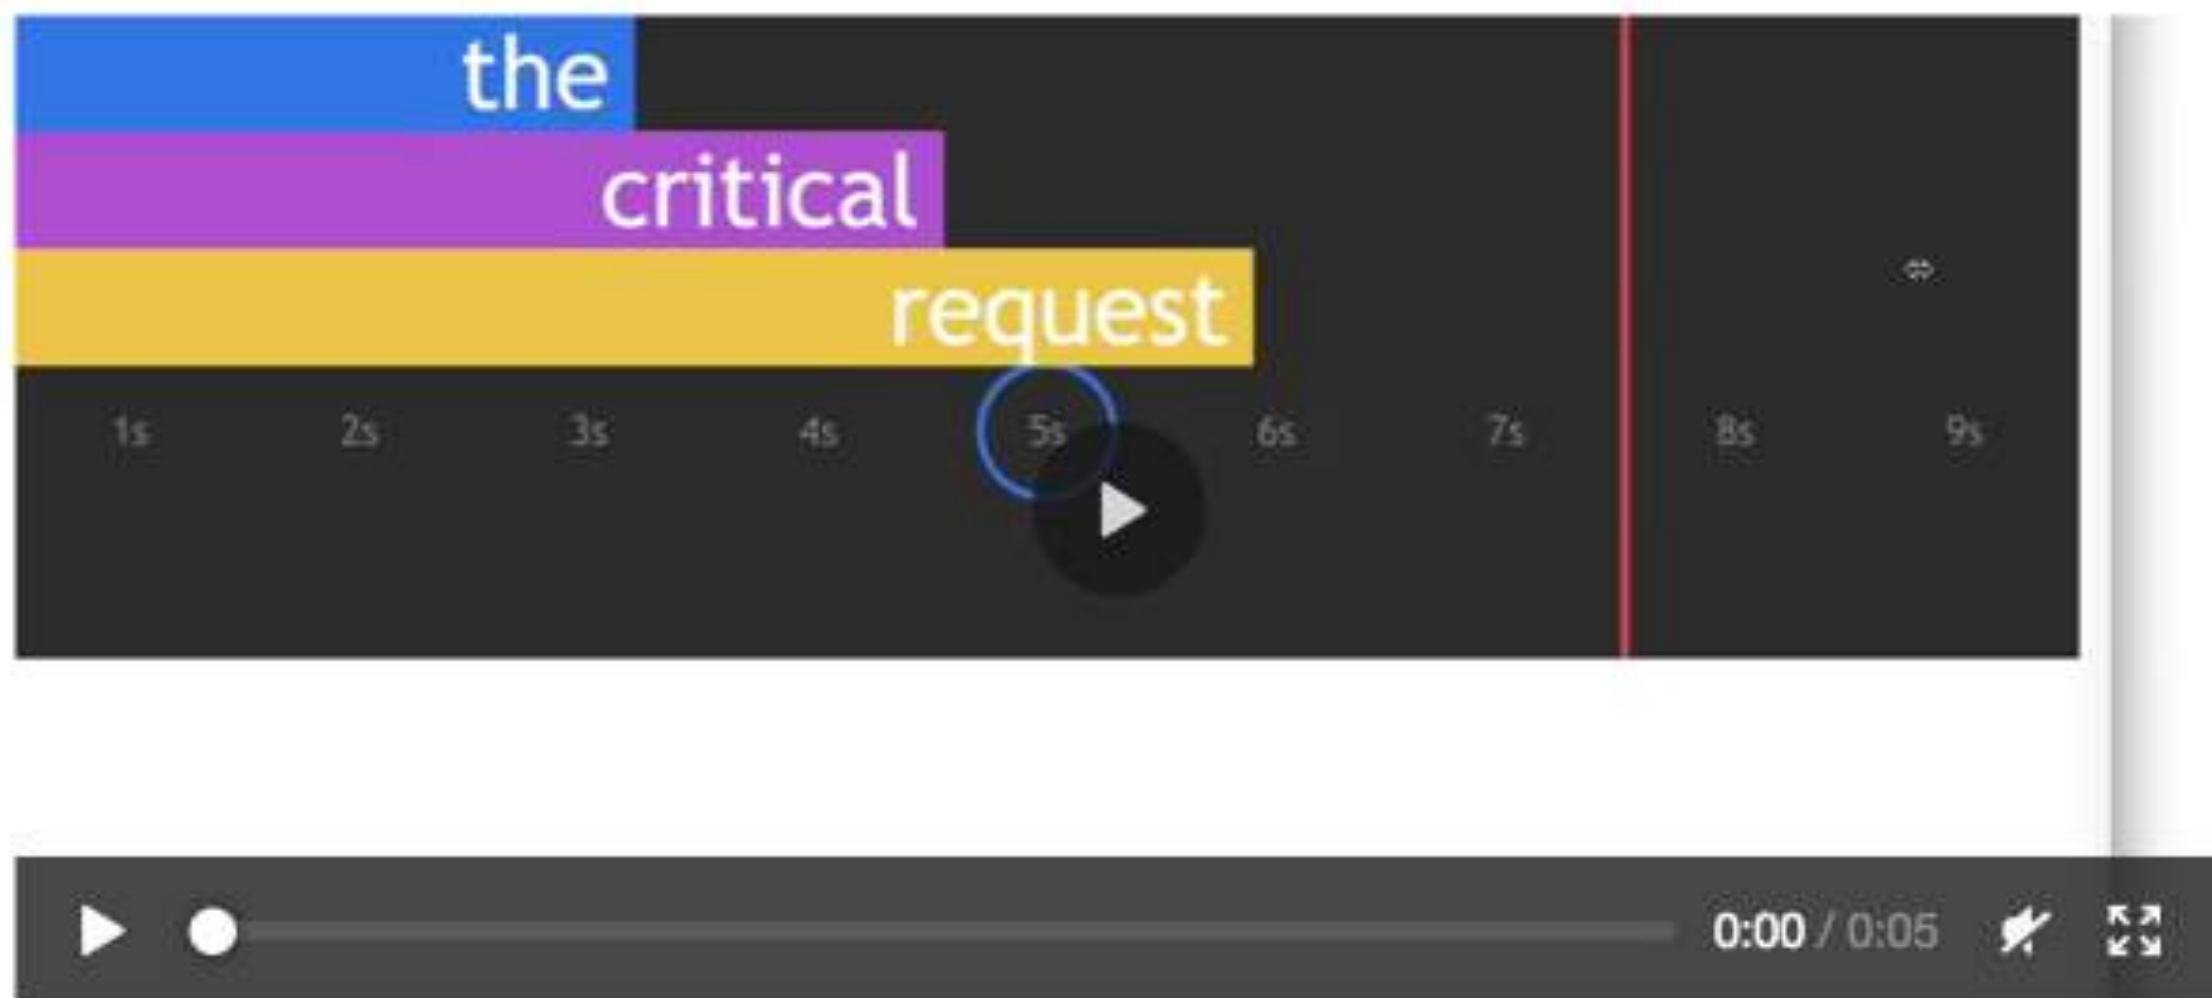 the
critical
request
1s 2s 3s 4s 5s 6s 7s 8s 9s
0:00 / 0:05